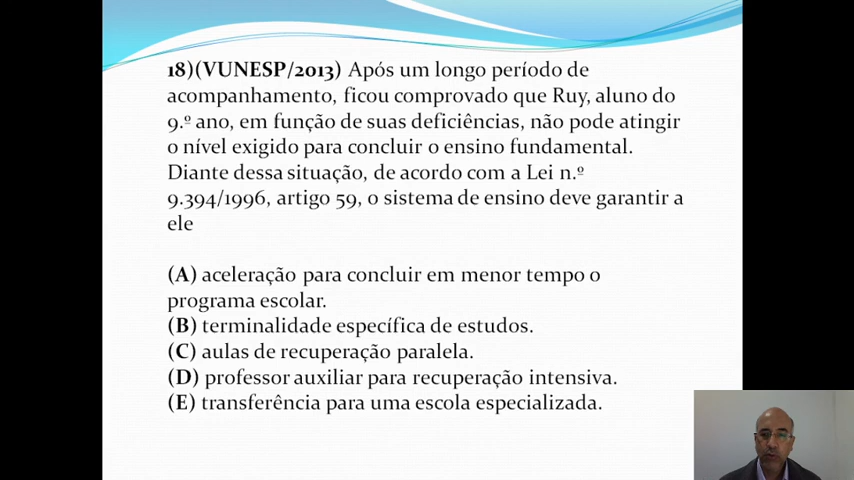 18)(VUNESP/2013) Após um longo período de
acompanhamento, ficou comprovado que Ruy, aluno do
9.º ano, em função de suas deficiências, não pode atingir
o nível exigido para concluir o ensino fundamental.
Diante dessa situação, de acordo com a Lei n.º
9.394/1996, artigo 59, o sistema de ensino deve garantir a
ele
(A) aceleração para concluir em menor tempo o
programa escolar.
(B) terminalidade específica de estudos.
(C) aulas de recuperação paralela.
(D) professor auxiliar para recuperação intensiva.
(E) transferência para uma escola especializada.